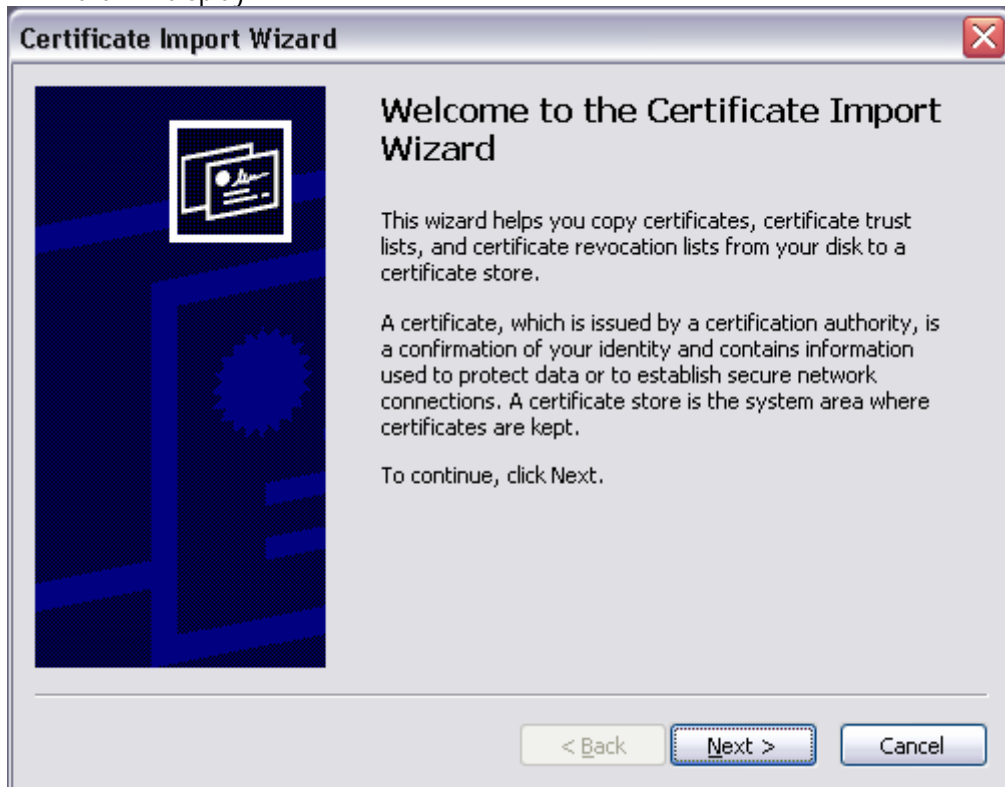 Certificate Import Wizard
Welcome to the Certificate Import
Wizard
This wizard helps you copy certificates, certificate trust
lists, and certificate revocation lists from your disk to a
certificate store.
A certificate, which is issued by a certification authority, is
a confirmation of your identity and contains information
used to protect data or to establish secure network
connections. A certificate store is the system area where
certificates are kept.
To continue, click Next.
< Back Next > Cancel